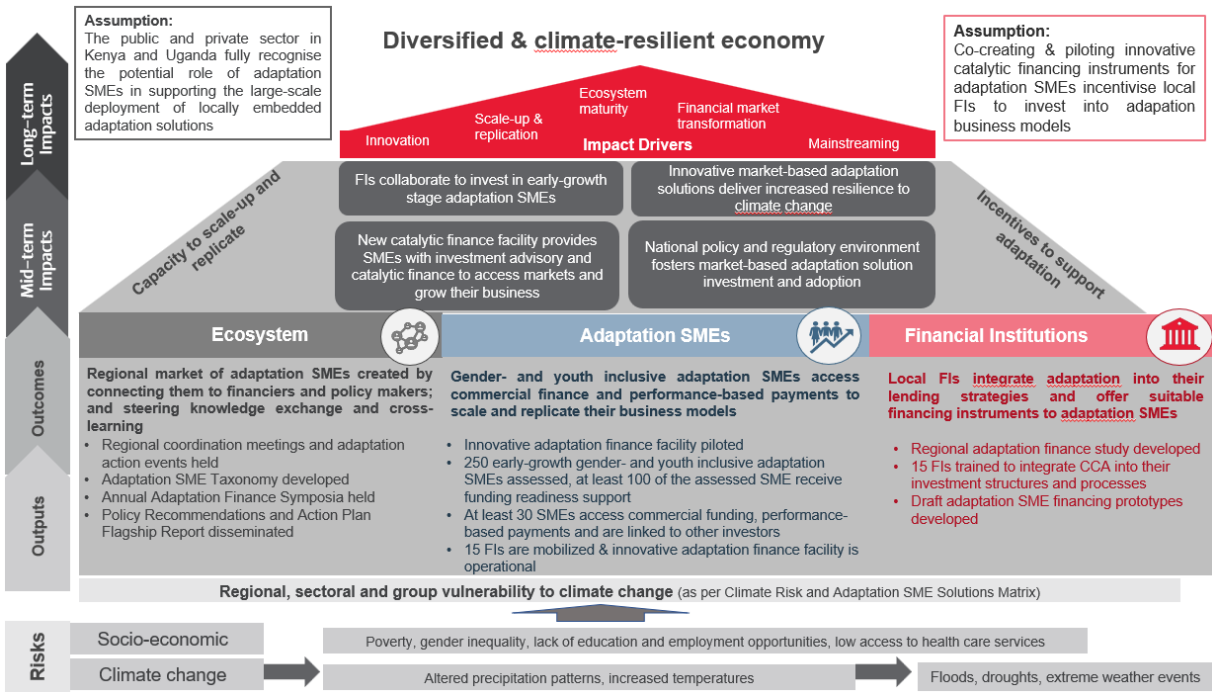 Assumption:
The public and private sector in
Kenya and Uganda fully recognise
the potential role of adaptation
SMEs in supporting the large-scale
deployment of locally embedded
adaptation solutions
Diversified & climate-resilient economy
Assumption:
Co-creating & piloting innovative
catalytic financing instruments for
adaptation SMEs incentivise local
FIs to invest into adapation
business models
Long-term
Impacts
Mid-term
Impacts
Outcomes
Outputs
Innovation
Scale-up &
replication
Ecosystem
maturity
Financial market
transformation
Mainstreaming
Impact Drivers
Capacity to scale-up and
replicate
FIs collaborate to invest in early-growth
stage adaptation SMEs
Innovative market-based adaptation
solutions deliver increased resilience to
climate change
New catalytic finance facility provides
SMEs with investment advisory and
catalytic finance to access markets and
grow their business
National policy and regulatory environment
fosters market-based adaptation solution
investment and adoption
Incentives to support
adaptation
Ecosystem
Regional market of adaptation SMEs created by
connecting them to financiers and policy makers;
and steering knowledge exchange and cross-
learning
• Regional coordination meetings and adaptation
action events held
• Adaptation SME Taxonomy developed
• Annual Adaptation Finance Symposia held
• Policy Recommendations and Action Plan
Flagship Report disseminated
Adaptation SMEs
Gender- and youth inclusive adaptation SMEs access
commercial finance and performance-based payments to
scale and replicate their business models
• Innovative adaptation finance facility piloted
• 250 early-growth gender- and youth inclusive adaptation
SMEs assessed, at least 100 of the assessed SME receive
funding readiness support
• At least 30 SMEs access commercial funding, performance-
based payments and are linked to other investors
• 15 FIs are mobilized & innovative adaptation finance facility is
operational
Financial Institutions
Local FIs integrate adaptation into their
lending strategies and offer suitable
financing instruments to adaptation SMEs
• Regional adaptation finance study developed
• 15 FIs trained to integrate CCA into their
investment structures and processes
• Draft adaptation SME financing prototypes
developed
Regional, sectoral and group vulnerability to climate change (as per Climate Risk and Adaptation SME Solutions Matrix)
Risks
Socio-economic
Poverty, gender inequality, lack of education and employment opportunities, low access to health care services
Climate change
Altered precipitation patterns, increased temperatures
Floods, droughts, extreme weather events